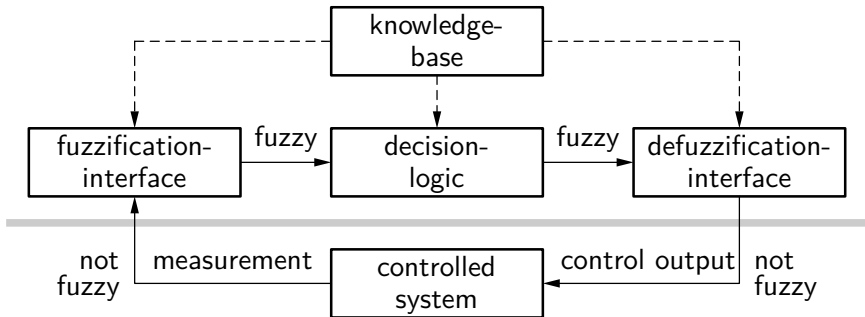 knowledge-
base
fuzzification-
interface
fuzzy
decision-
logic
fuzzy
defuzzification-
interface
not
fuzzy
measurement
controlled
system
control output
not
fuzzy